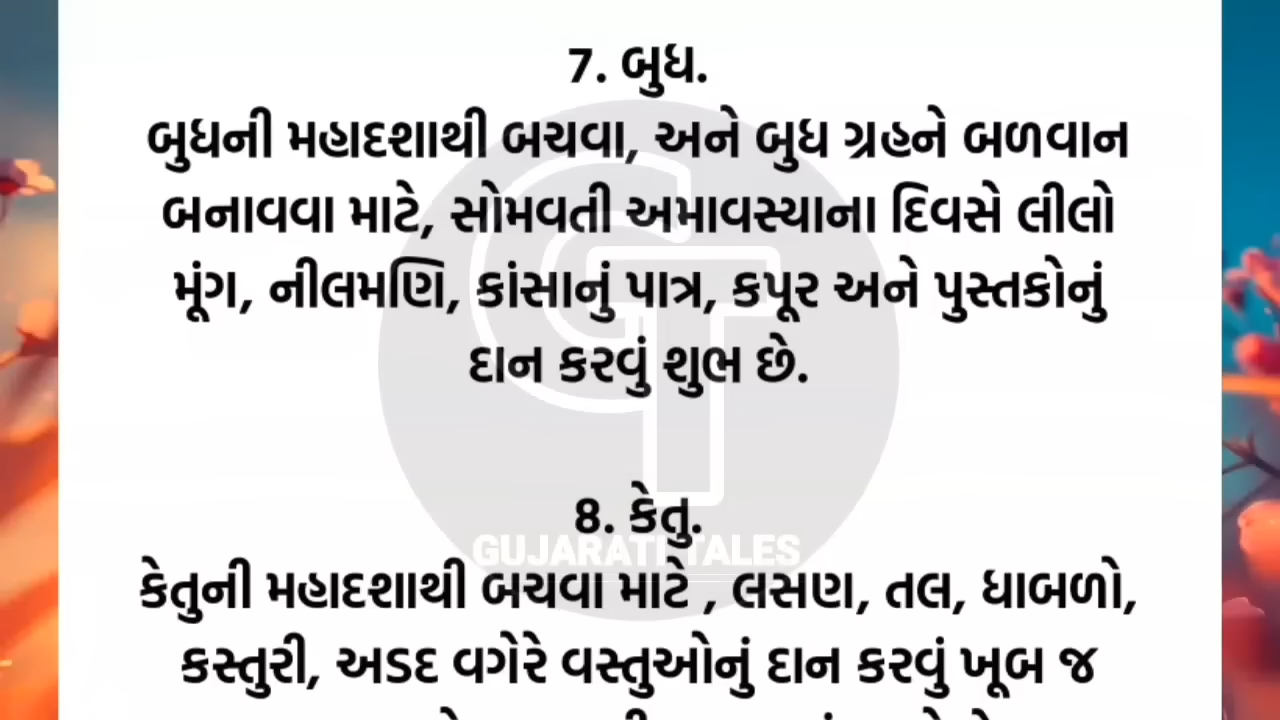 7. બુધ.
બુધની મહાદશાથી બચવા, અને બુધ ગ્રહને બળવાન
બનાવવા માટે, સોમવતી અમાવસ્યાના દિવસે લીલો
મૂંગ, નીલમણિ, કાંસાનું પાત્ર, કપૂર અને પુસ્તકોનું
દાન કરવું શુભ છે.
8. કેતુ.
GUJARATI TALES
કેતુની મહાદશાથી બચવા માટે , લસણ, તલ, ધાબળો,
કસ્તુરી, અડદ વગેરે વસ્તુઓનું દાન કરવું ખૂબ જ